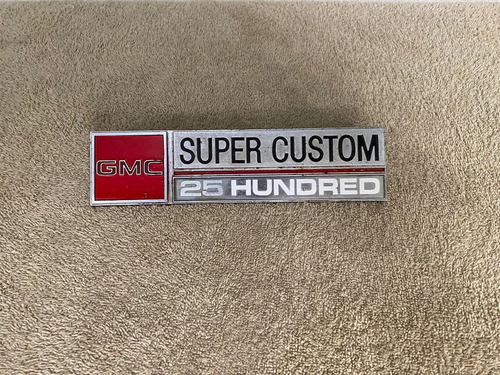 GMC
SUPER CUSTOM
25 HUNDRED